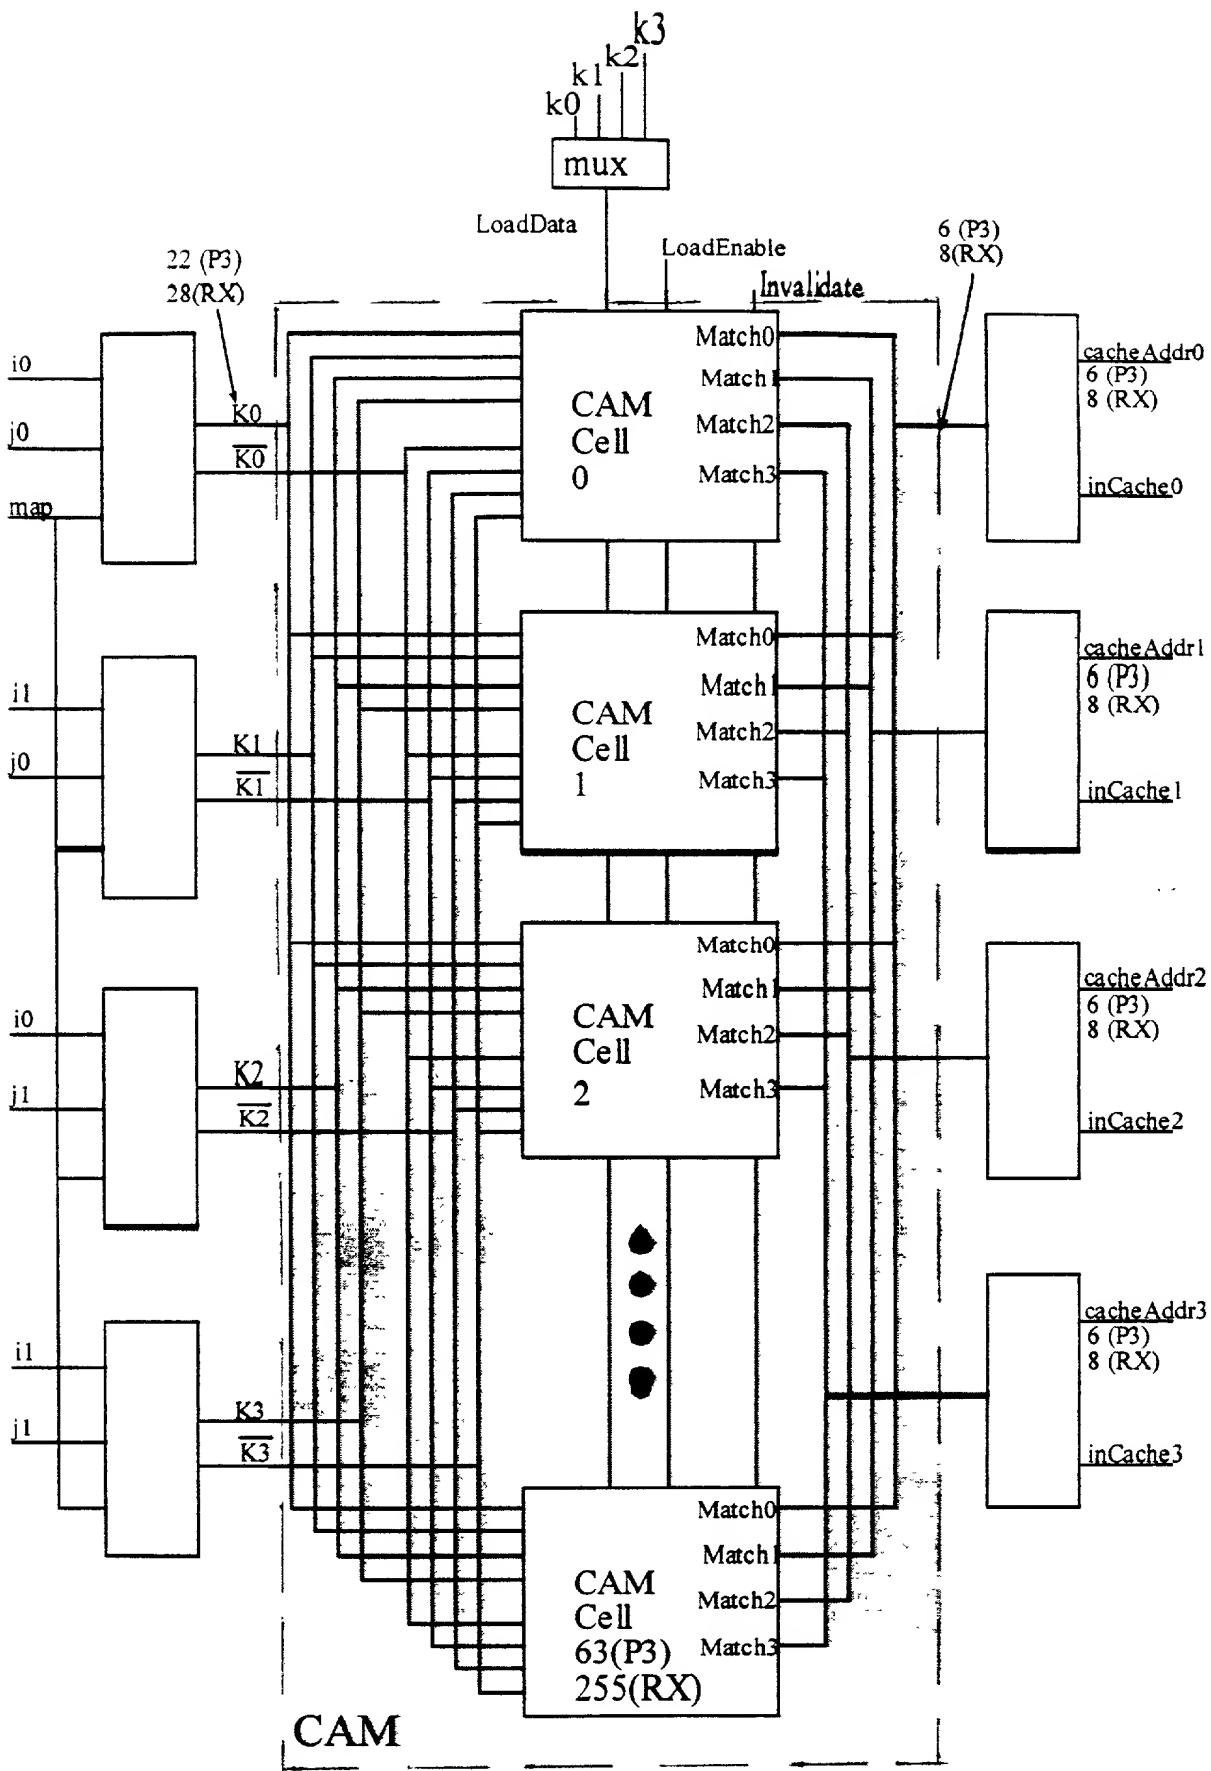 k3
k2
k1
k0
mux
LoadData
LoadEnable
Invalidate
6 (P3)
8(RX)
22 (P3)
28(RX)
i0
j0
map
K0
K0
CAM
Cell
0
Match0
Match1
Match2
Match3
cacheAddr0
6 (P3)
8 (RX)
inCache0
i1
j0
K1
K1
CAM
Cell
1
Match0
Match1
Match2
Match3
cacheAddr1
6 (P3)
8 (RX)
inCache1
i0
j1
K2
K2
CAM
Cell
2
Match0
Match1
Match2
Match3
cacheAddr2
6 (P3)
8 (RX)
inCache2
i1
j1
K3
K3
cacheAddr3
6 (P3)
8 (RX)
inCache3
CAM
Cell
63(P3)
255(RX)
Match0
Match1
Match2
Match3
CAM